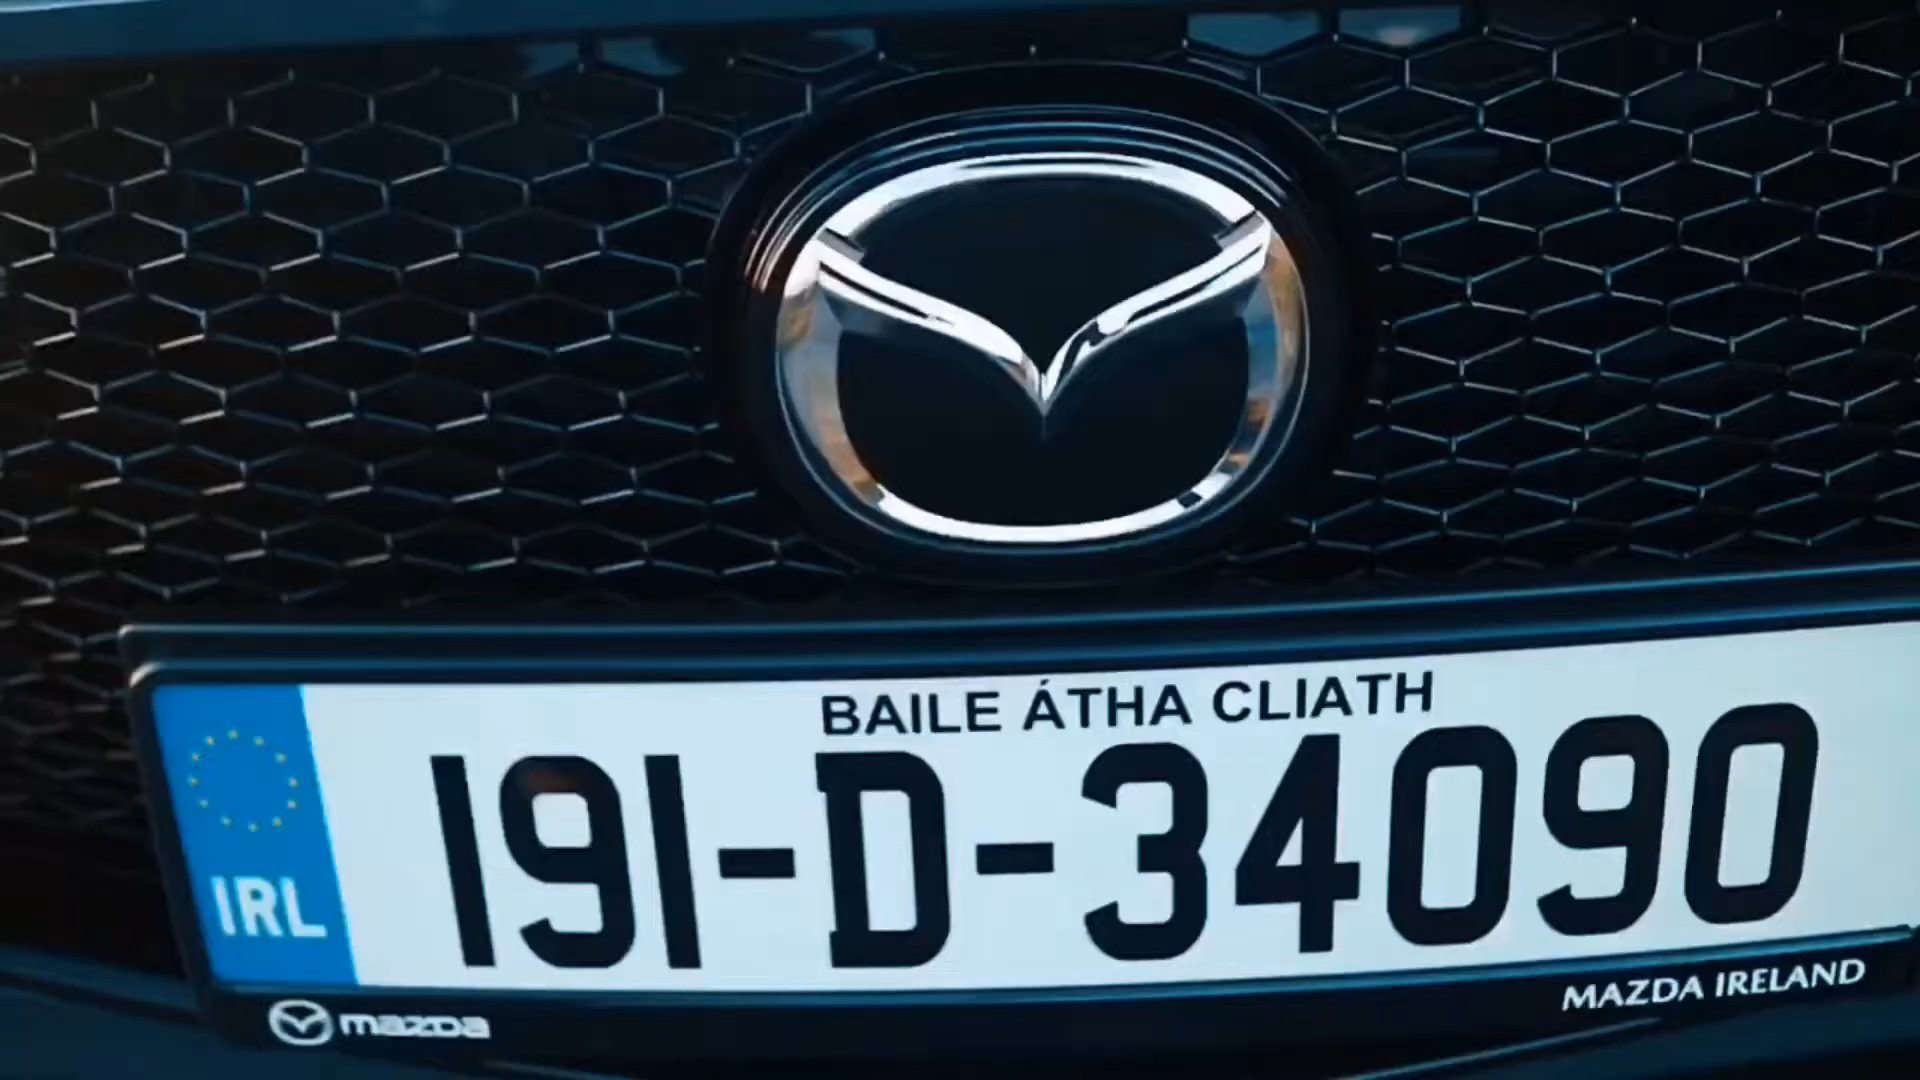 BAILE ÁTHA CLIATH
191-D-34090
IRL
mazda
MAZDA IRELAND